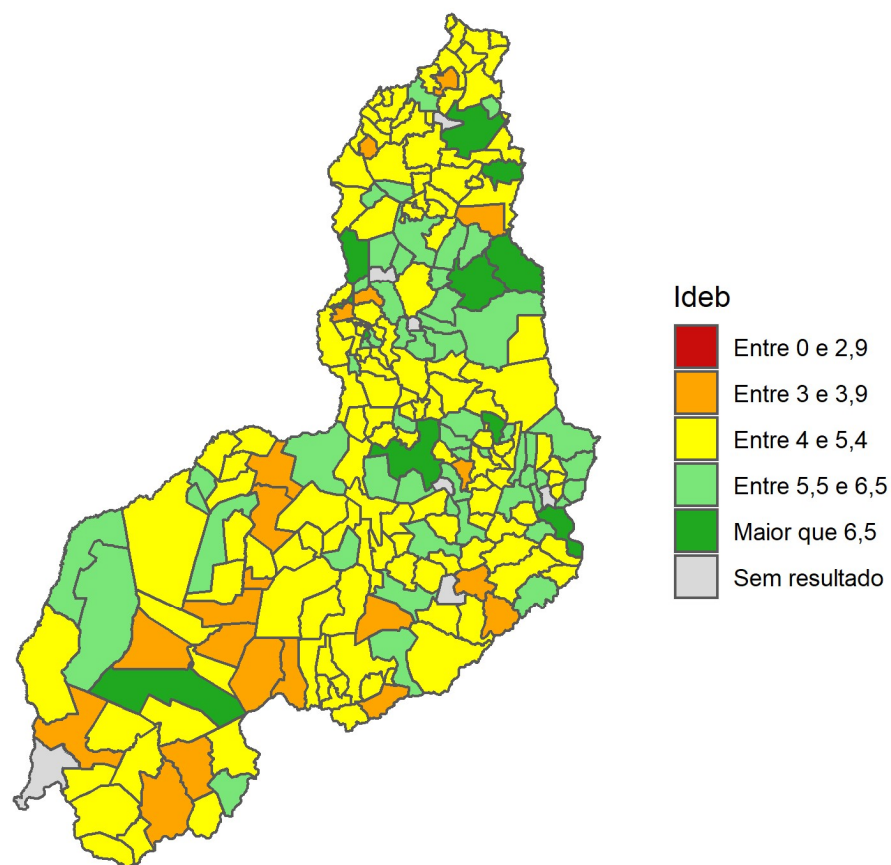 Ideb
Entre 0 e 2,9
Entre 3 e 3,9
Entre 4 e 5,4
Entre 5,5 e 6,5
Maior que 6,5
Sem resultado